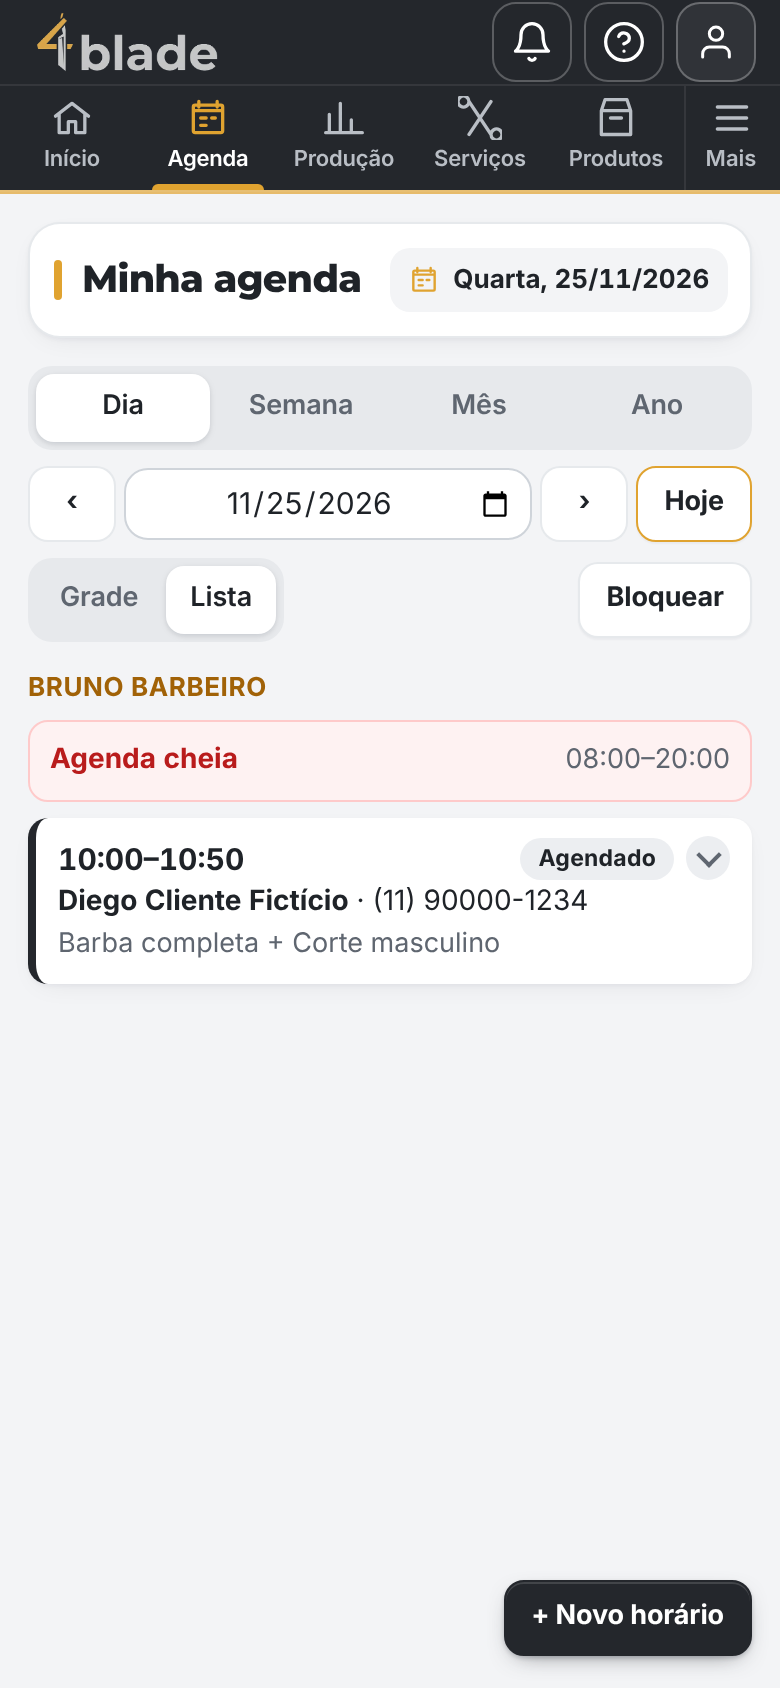 4blade
Início
Agenda
Produção
Serviços
Produtos
Mais
Minha agenda
Quarta, 25/11/2026
Dia
Semana
Mês
Ano
‹
11/25/2026
›
Hoje
Grade
Lista
Bloquear
BRUNO BARBEIRO
Agenda cheia
08:00–20:00
10:00–10:50
Agendado
Diego Cliente Fictício · (11) 90000-1234
Barba completa + Corte masculino
+ Novo horário